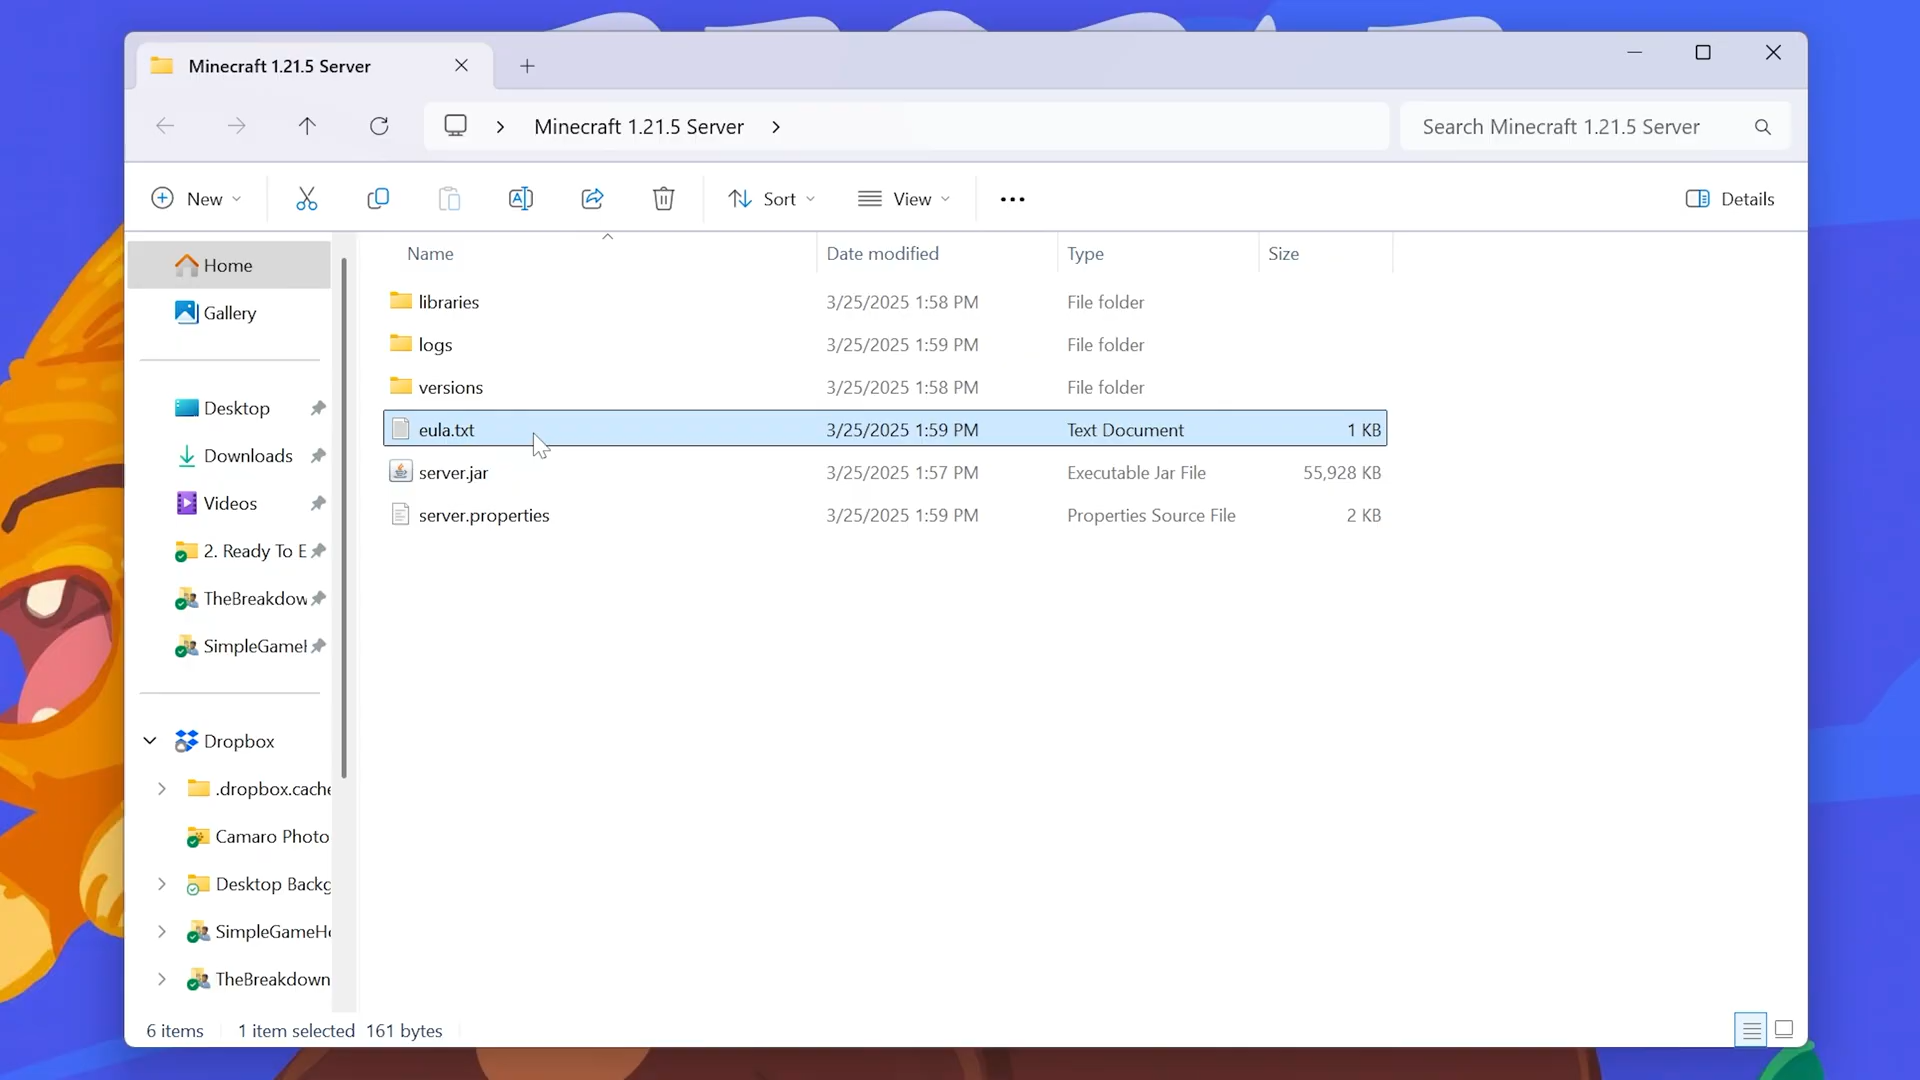 Minecraft 1.21.5 Server
Minecraft 1.21.5 Server
Search Minecraft 1.21.5 Server
New
Sort
View
Details
Name Date modified Type Size
Home
Gallery
Desktop
Downloads
Videos
2. Ready To E
TheBreakdow
SimpleGameH
Dropbox
.dropbox.cache
Camaro Photo
Desktop Backg
SimpleGameHo
TheBreakdown
libraries 3/25/2025 1:58 PM File folder
logs 3/25/2025 1:59 PM File folder
versions 3/25/2025 1:58 PM File folder
eula.txt 3/25/2025 1:59 PM Text Document 1 KB
server.jar 3/25/2025 1:57 PM Executable Jar File 55,928 KB
server.properties 3/25/2025 1:59 PM Properties Source File 2 KB
6 items 1 item selected 161 bytes